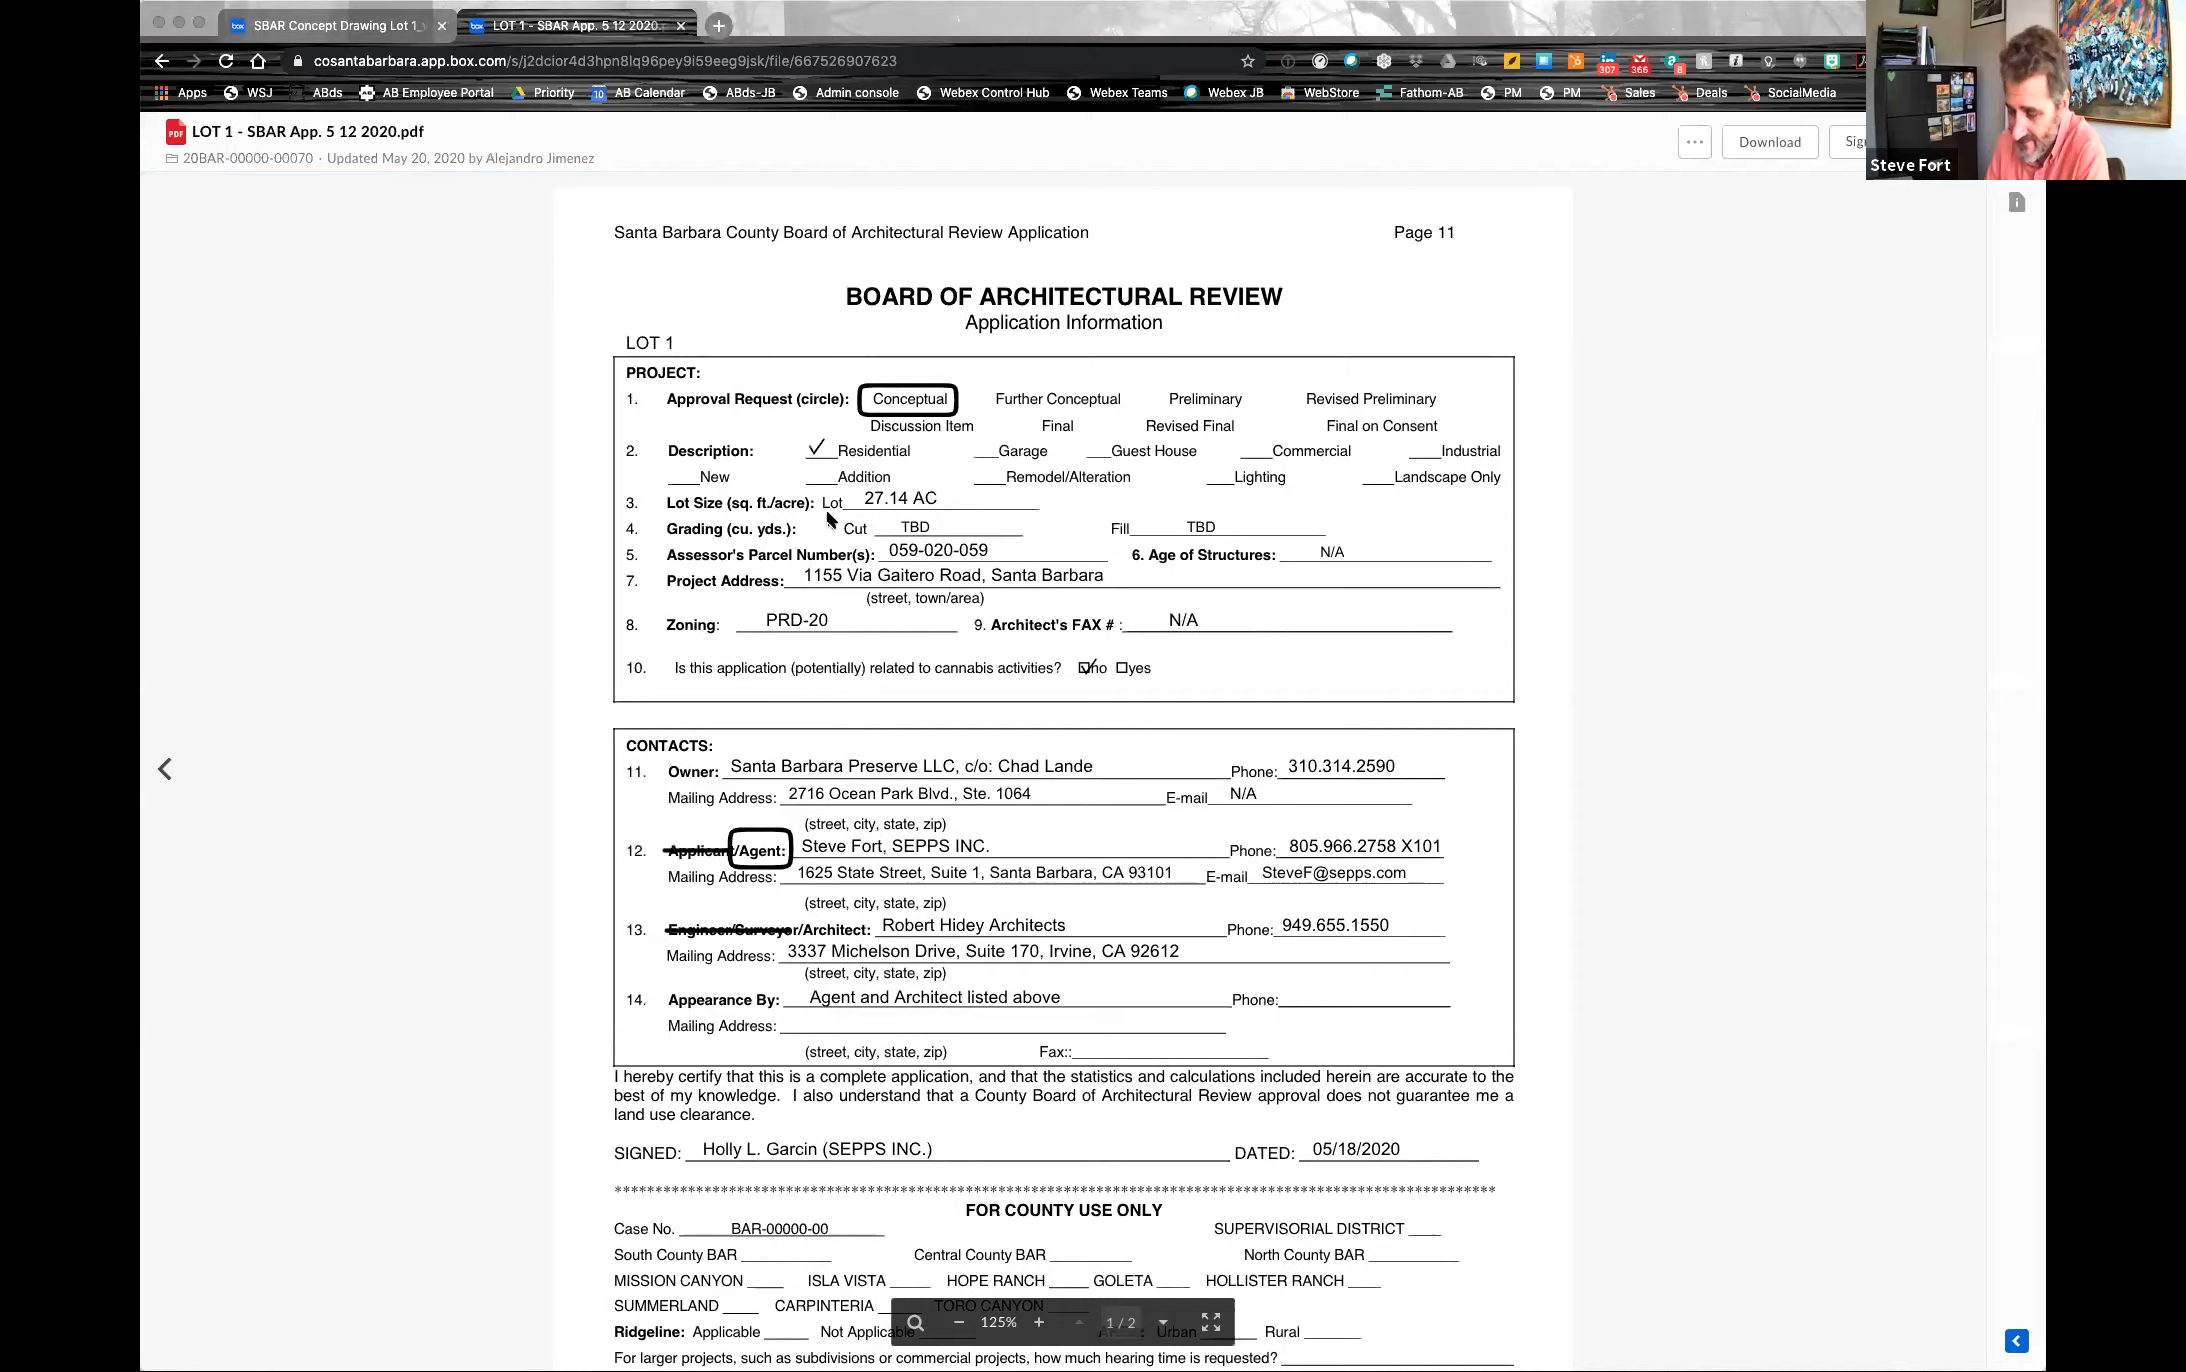 SBAR Concept Drawing Lot 1_
LOT 1 - SBAR App. 5 12 2020.
cosantabarbara.app.box.com/s/j2dcior4d3hpn8lq96pey9i59eeg9jsk/file/667526907623
307 366 8
Apps WSJ ABds AB Employee Portal Priority 10 AB Calendar ABds-JB Admin console Webex Control Hub Webex Teams Webex JB WebStore Fathom-AB PM PM Sales Deals SocialMedia
PDF LOT 1 - SBAR App. 5 12 2020.pdf
20BAR-00000-00070 · Updated May 20, 2020 by Alejandro Jimenez
Download
Steve Fort
Santa Barbara County Board of Architectural Review Application Page 11
BOARD OF ARCHITECTURAL REVIEW
Application Information
LOT 1
PROJECT:
1. Approval Request (circle): Conceptual Further Conceptual Preliminary Revised Preliminary
Discussion Item Final Revised Final Final on Consent
2. Description: ✓ Residential ___Garage ___Guest House ____Commercial ____Industrial
____New ____Addition ____Remodel/Alteration ____Lighting ____Landscape Only
3. Lot Size (sq. ft./acre): Lot 27.14 AC
4. Grading (cu. yds.): Cut TBD Fill TBD
5. Assessor's Parcel Number(s): 059-020-059 6. Age of Structures: N/A
7. Project Address: 1155 Via Gaitero Road, Santa Barbara
(street, town/area)
8. Zoning: PRD-20 9. Architect's FAX # : N/A
10. Is this application (potentially) related to cannabis activities? ☑no ☐yes
CONTACTS:
11. Owner: Santa Barbara Preserve LLC, c/o: Chad Lande Phone: 310.314.2590
Mailing Address: 2716 Ocean Park Blvd., Ste. 1064 E-mail N/A
(street, city, state, zip)
12. Applicant/Agent: Steve Fort, SEPPS INC. Phone: 805.966.2758 X101
Mailing Address: 1625 State Street, Suite 1, Santa Barbara, CA 93101 E-mail SteveF@sepps.com
(street, city, state, zip)
13. Engineer/Surveyor/Architect: Robert Hidey Architects Phone: 949.655.1550
Mailing Address: 3337 Michelson Drive, Suite 170, Irvine, CA 92612
(street, city, state, zip)
14. Appearance By: Agent and Architect listed above Phone:
Mailing Address:
(street, city, state, zip) Fax::
I hereby certify that this is a complete application, and that the statistics and calculations included herein are accurate to the
best of my knowledge. I also understand that a County Board of Architectural Review approval does not guarantee me a
land use clearance.
SIGNED: Holly L. Garcin (SEPPS INC.) DATED: 05/18/2020
FOR COUNTY USE ONLY
Case No. BAR-00000-00 SUPERVISORIAL DISTRICT ____
South County BAR Central County BAR North County BAR
MISSION CANYON ISLA VISTA HOPE RANCH GOLETA HOLLISTER RANCH
SUMMERLAND CARPINTERIA TORO CANYON
125% 1 / 2
Ridgeline: Applicable Not Applicable Urban Rural
For larger projects, such as subdivisions or commercial projects, how much hearing time is requested?